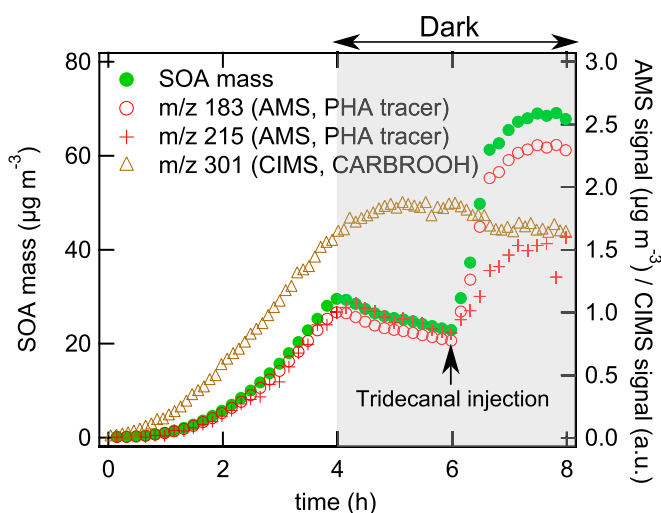 Dark
80
60
40
20
0
3.0
2.5
2.0
1.5
1.0
0.5
0.0
SOA mass
m/z 183 (AMS, PHA tracer)
m/z 215 (AMS, PHA tracer)
m/z 301 (CIMS, CARBROOH)
Tridecanal injection
0
2
4
6
8
time (h)
SOA mass (µg m⁻³)
AMS signal (µg m⁻³) / CIMS signal (a.u.)